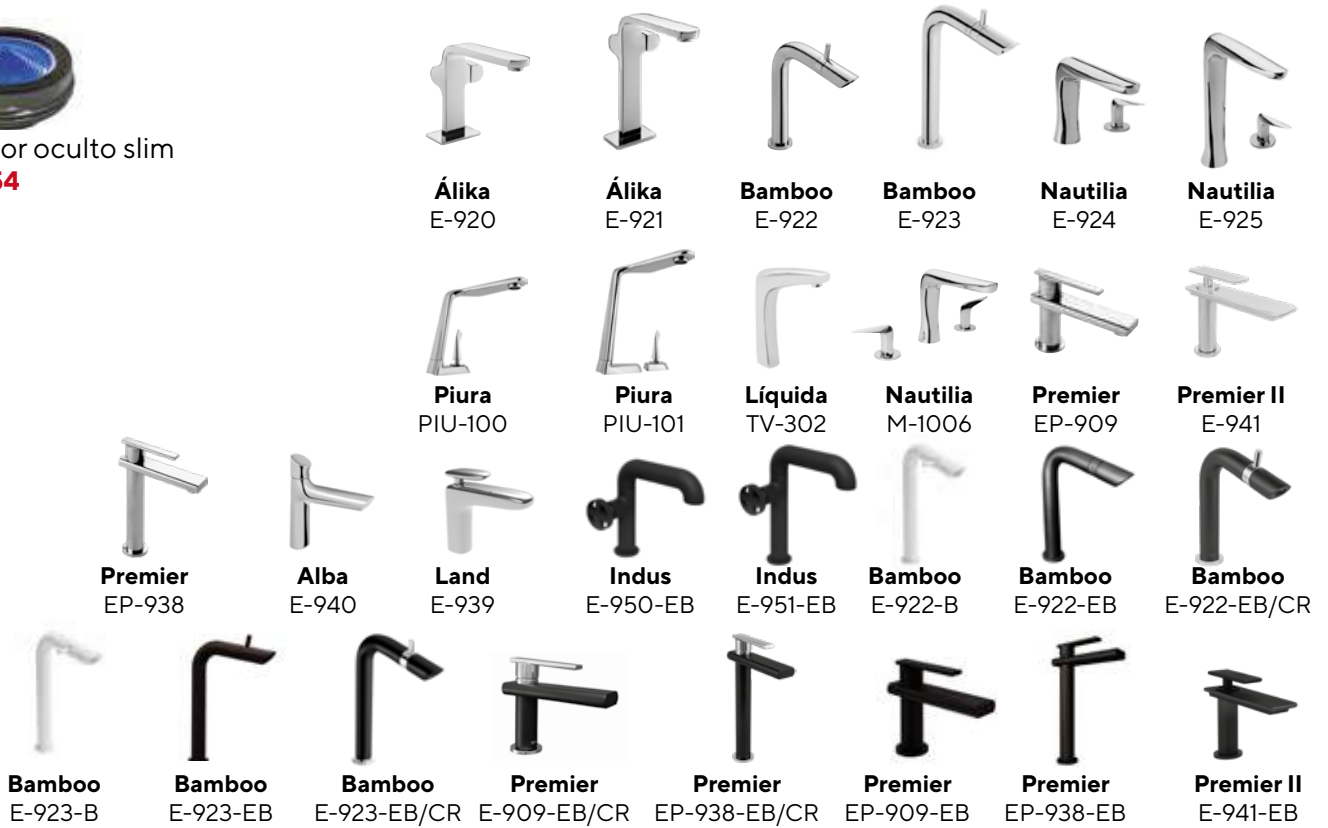 or oculto slim
54
Álika Álika Bamboo Bamboo Nautilia Nautilia
E-920 E-921 E-922 E-923 E-924 E-925
Piura Piura Líquida Nautilia Premier Premier II
PIU-100 PIU-101 TV-302 M-1006 EP-909 E-941
Premier Alba Land Indus Indus Bamboo Bamboo Bamboo
EP-938 E-940 E-939 E-950-EB E-951-EB E-922-B E-922-EB E-922-EB/CR
Bamboo Bamboo Bamboo Premier Premier Premier Premier Premier II
E-923-B E-923-EB E-923-EB/CR E-909-EB/CR EP-938-EB/CR EP-909-EB EP-938-EB E-941-EB